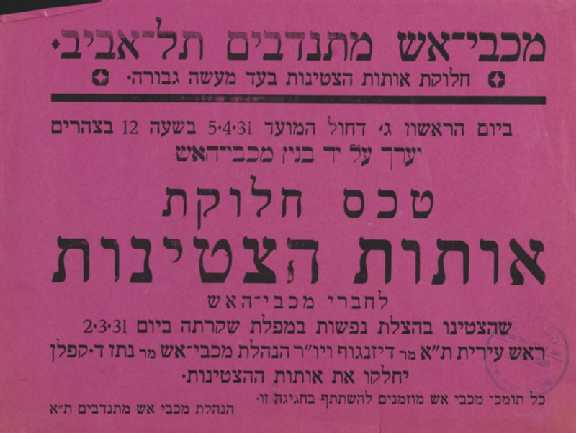 מכבי־אש מתנדבים תל־אביב.
חלוקת אותות הצטינות בעד מעשה גבורה.
ביום הראשון ג׳ דחול המועד 5.4.31 בשעה 12 בצהרים
יערך על יד בנין מכבי־האש
טכס חלוקת
אותות הצטינות
לחברי מכבי־האש
שהצטינו בהצלת נפשות במפלת שקרתה ביום 2.3.31
ראש עירית ת״א מר דיזנגוף ויו״ר הנהלת מכבי־אש מר נתן ד. קפלן
יחלקו את אותות ההצטינות.
כל תומכי מכבי אש מוזמנים להשתתף בחגיגה זו.
הנהלת מכבי אש מתנדבים ת״א